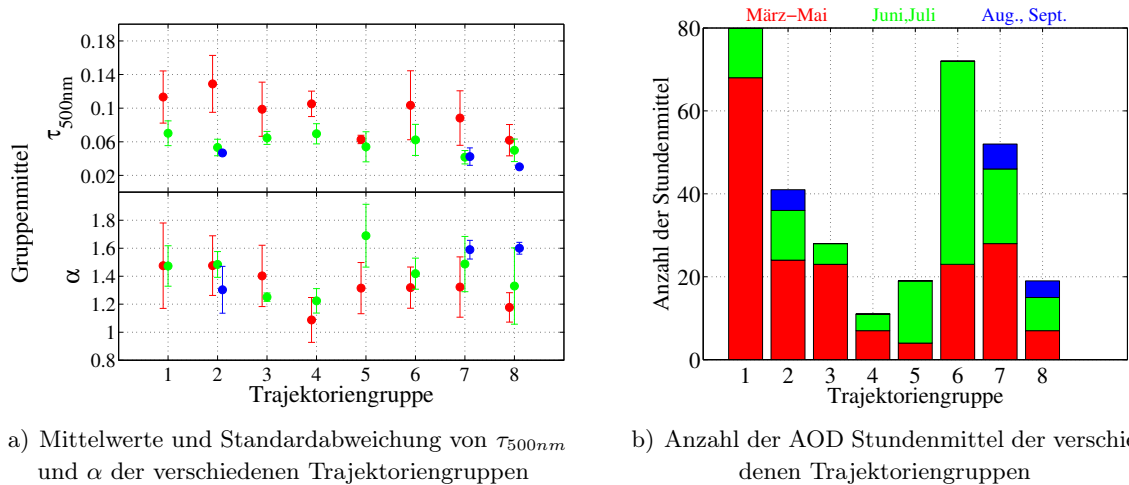 Gruppenmittel
τ500nm
0.18
0.14
0.1
0.06
0.02
α
1.8
1.6
1.4
1.2
1
0.8
1 2 3 4 5 6 7 8
Trajektoriengruppe
a) Mittelwerte und Standardabweichung von τ500nm
und α der verschiedenen Trajektoriengruppen
März−Mai Juni,Juli Aug., Sept.
Anzahl der Stundenmittel
80
60
40
20
0
1 2 3 4 5 6 7 8
Trajektoriengruppe
b) Anzahl der AOD Stundenmittel der verschie
denen Trajektoriengruppen